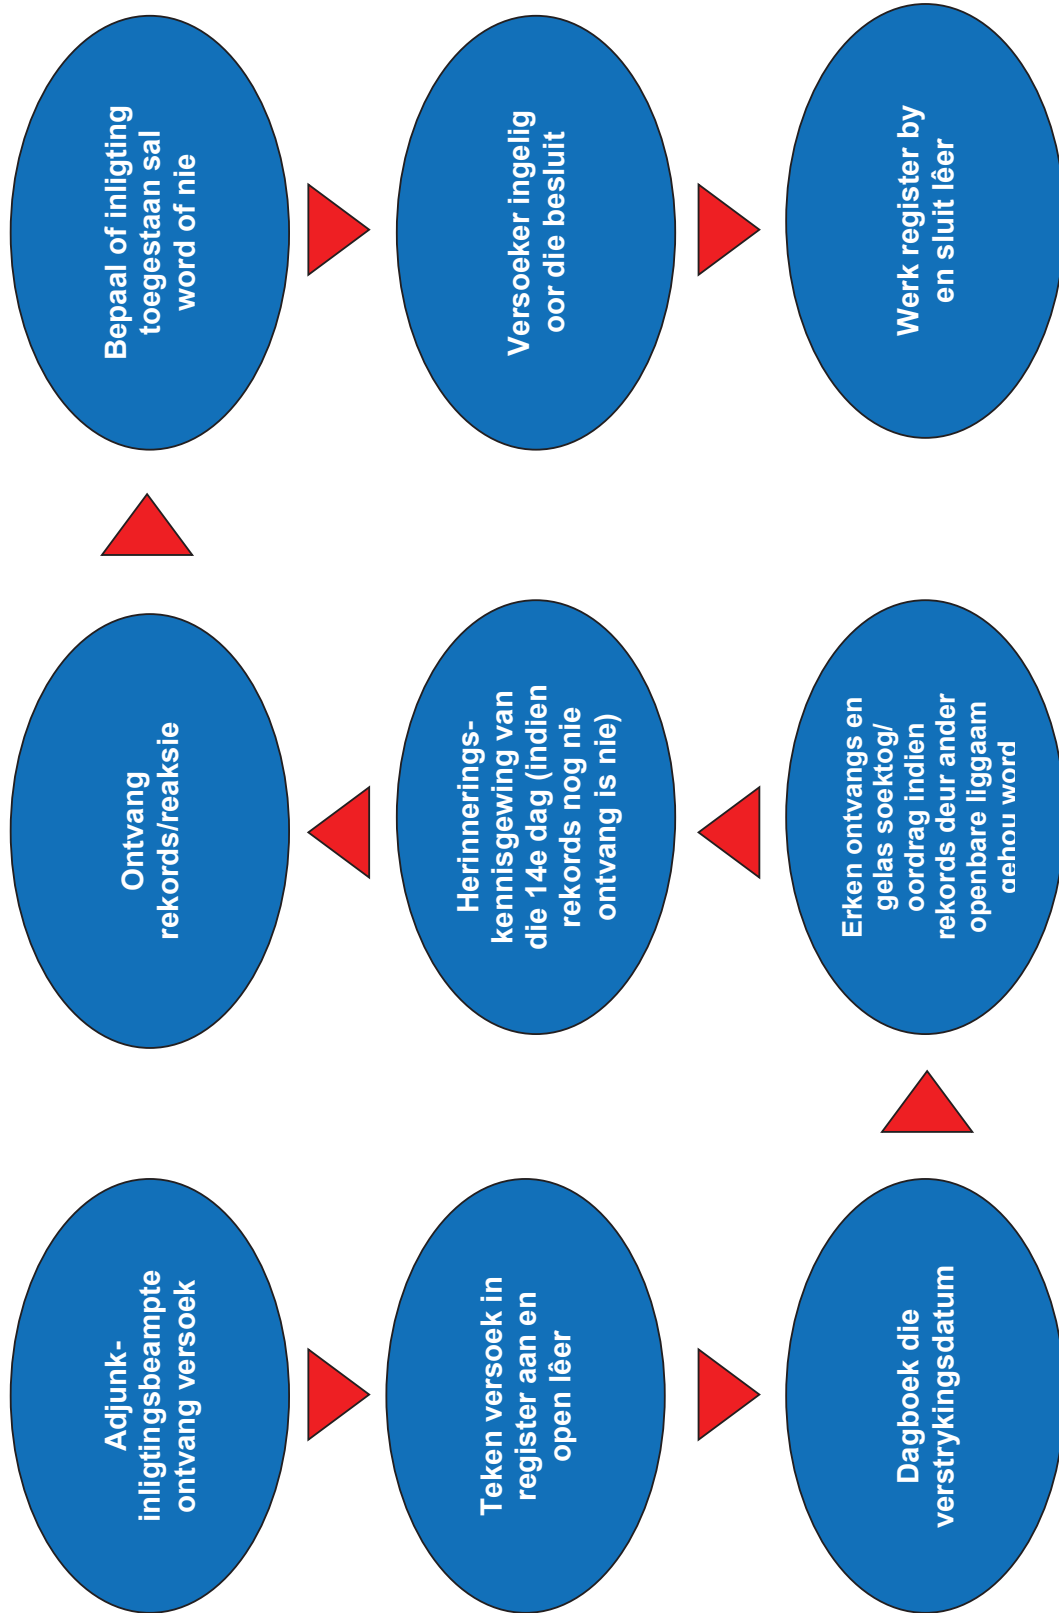 Adjunk-
inligtingsbeampte
ontvang versoek
Teken versoek in
register aan en
open lêer
Dagboek die
verstrykingsdatum
Erken ontvangs en
gelas soektog/
oordrag indien
rekords deur ander
openbare liggaam
gehou word
Herinnerings-
kennisgewing van
die 14e dag (indien
rekords nog nie
ontvang is nie)
Ontvang
rekords/reaksie
Bepaal of inligting
toegestaan sal
word of nie
Versoeker ingelig
oor die besluit
Werk register by
en sluit lêer